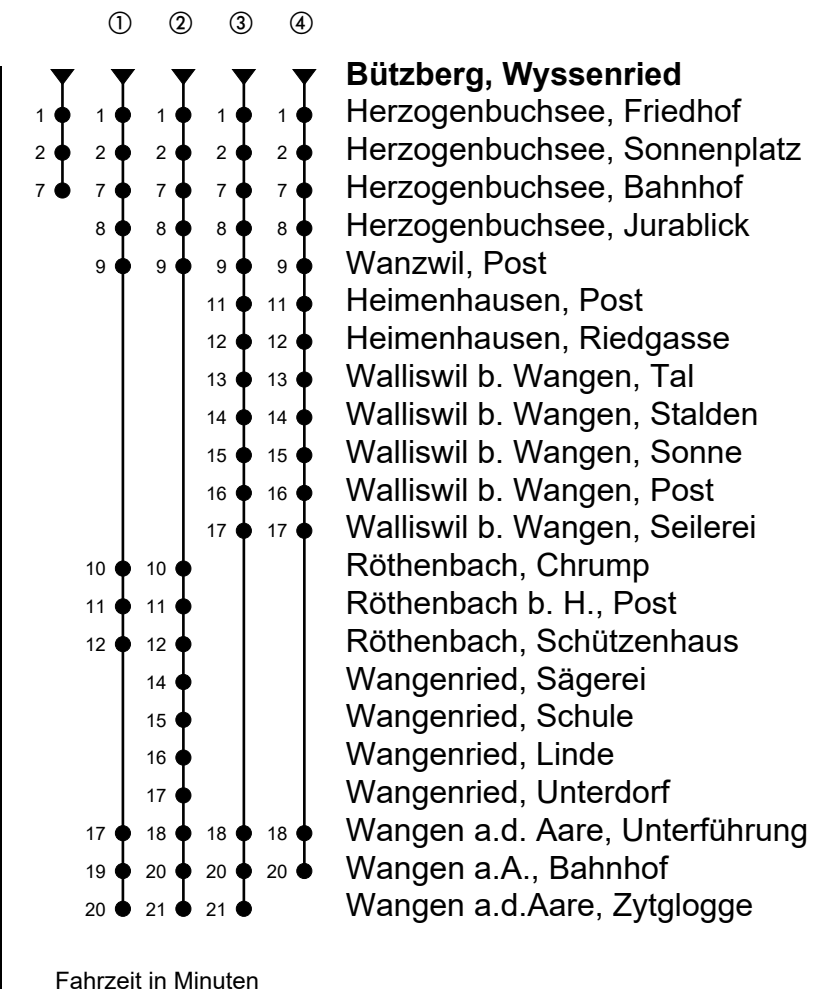 ① ② ③ ④
Bützberg, Wyssenried
1 1 1 1 1 Herzogenbuchsee, Friedhof
2 2 2 2 2 Herzogenbuchsee, Sonnenplatz
7 7 7 7 7 Herzogenbuchsee, Bahnhof
8 8 8 8 Herzogenbuchsee, Jurablick
9 9 9 9 Wanzwil, Post
11 11 Heimenhausen, Post
12 12 Heimenhausen, Riedgasse
13 13 Walliswil b. Wangen, Tal
14 14 Walliswil b. Wangen, Stalden
15 15 Walliswil b. Wangen, Sonne
16 16 Walliswil b. Wangen, Post
17 17 Walliswil b. Wangen, Seilerei
10 10 Röthenbach, Chrump
11 11 Röthenbach b. H., Post
12 12 Röthenbach, Schützenhaus
14 Wangenried, Sägerei
15 Wangenried, Schule
16 Wangenried, Linde
17 Wangenried, Unterdorf
17 18 18 18 Wangen a.d. Aare, Unterführung
19 20 20 20 Wangen a.A., Bahnhof
20 21 21 Wangen a.d.Aare, Zytglogge
Fahrzeit in Minuten